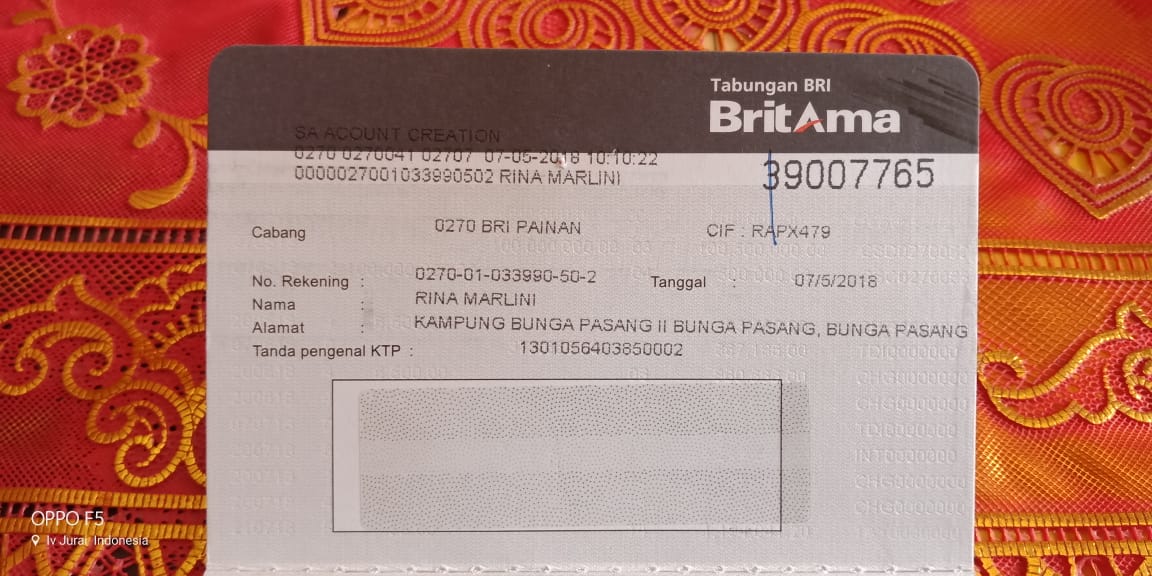 Tabungan BRI
BritAma
SA ACOUNT CREATION
0270 0270041 02707 07-05-2018 10:10:22
0000027001033990502 RINA MARLINI
39007765
Cabang 0270 BRI PAINAN CIF : RAPX479
No. Rekening : 0270-01-033990-50-2 Tanggal : 07/5/2018
Nama : RINA MARLINI
Alamat : KAMPUNG BUNGA PASANG II BUNGA PASANG, BUNGA PASANG
Tanda pengenal KTP : 1301056403850002
OPPO F5
Iv Jurai, Indonesia